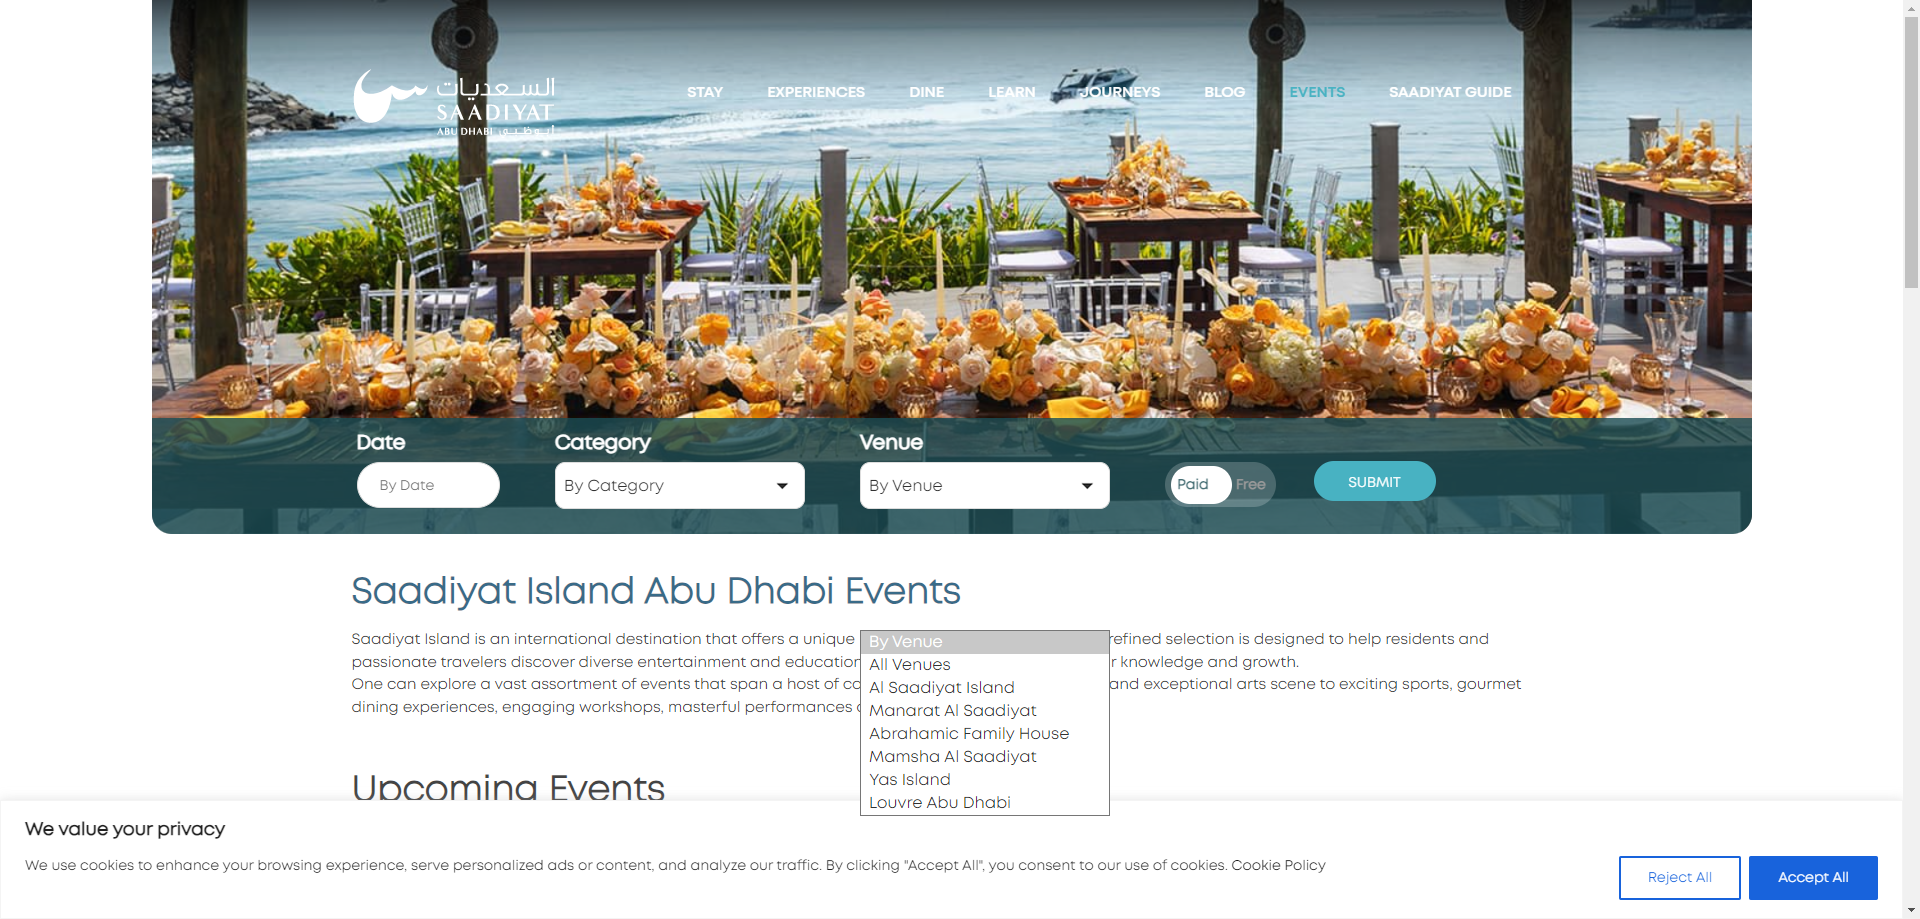 السعديات
SAADIYAT
ABU DHABI أبوظبي
STAY
EXPERIENCES
DINE
LEARN
JOURNEYS
BLOG
EVENTS
SAADIYAT GUIDE
Date
Category
Venue
By Date
By Category
By Venue
Paid
Free
SUBMIT
Saadiyat Island Abu Dhabi Events
Saadiyat Island is an international destination that offers a unique refined selection is designed to help residents and
passionate travelers discover diverse entertainment and education knowledge and growth.
One can explore a vast assortment of events that span a host of and exceptional arts scene to exciting sports, gourmet
dining experiences, engaging workshops, masterful performances
By Venue
All Venues
Al Saadiyat Island
Manarat Al Saadiyat
Abrahamic Family House
Mamsha Al Saadiyat
Yas Island
Louvre Abu Dhabi
Upcoming Events
We value your privacy
We use cookies to enhance your browsing experience, serve personalized ads or content, and analyze our traffic. By clicking "Accept All", you consent to our use of cookies. Cookie Policy
Reject All
Accept All